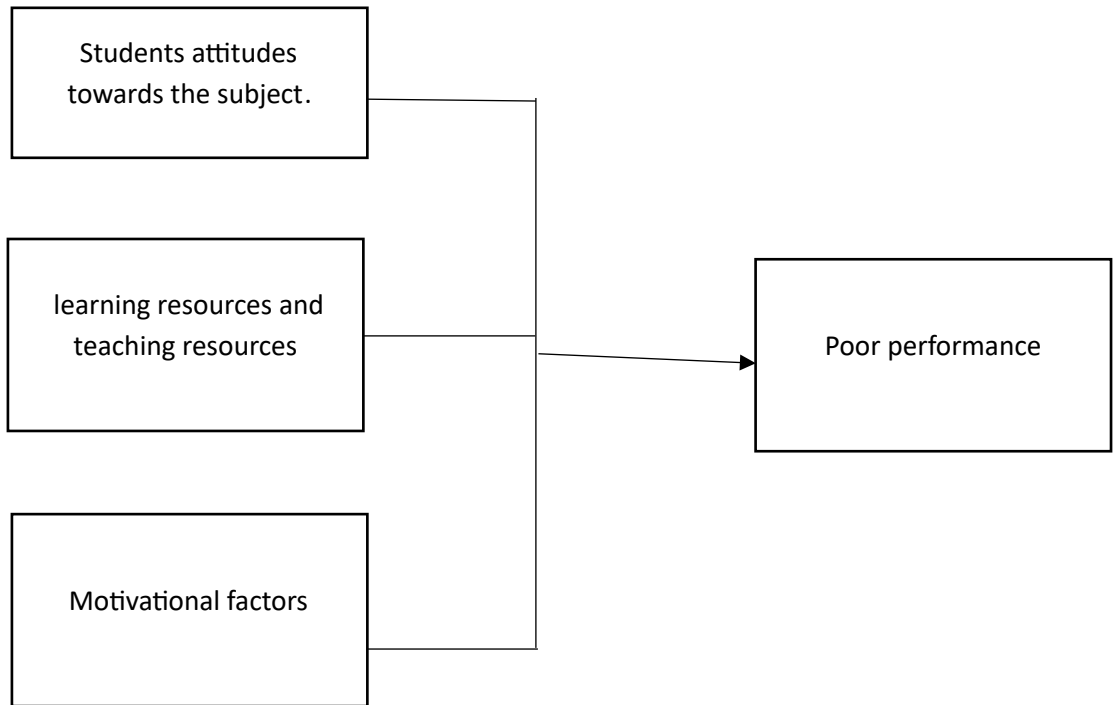 Students attitudes
towards the subject.
learning resources and
teaching resources
Poor performance
Motivational factors